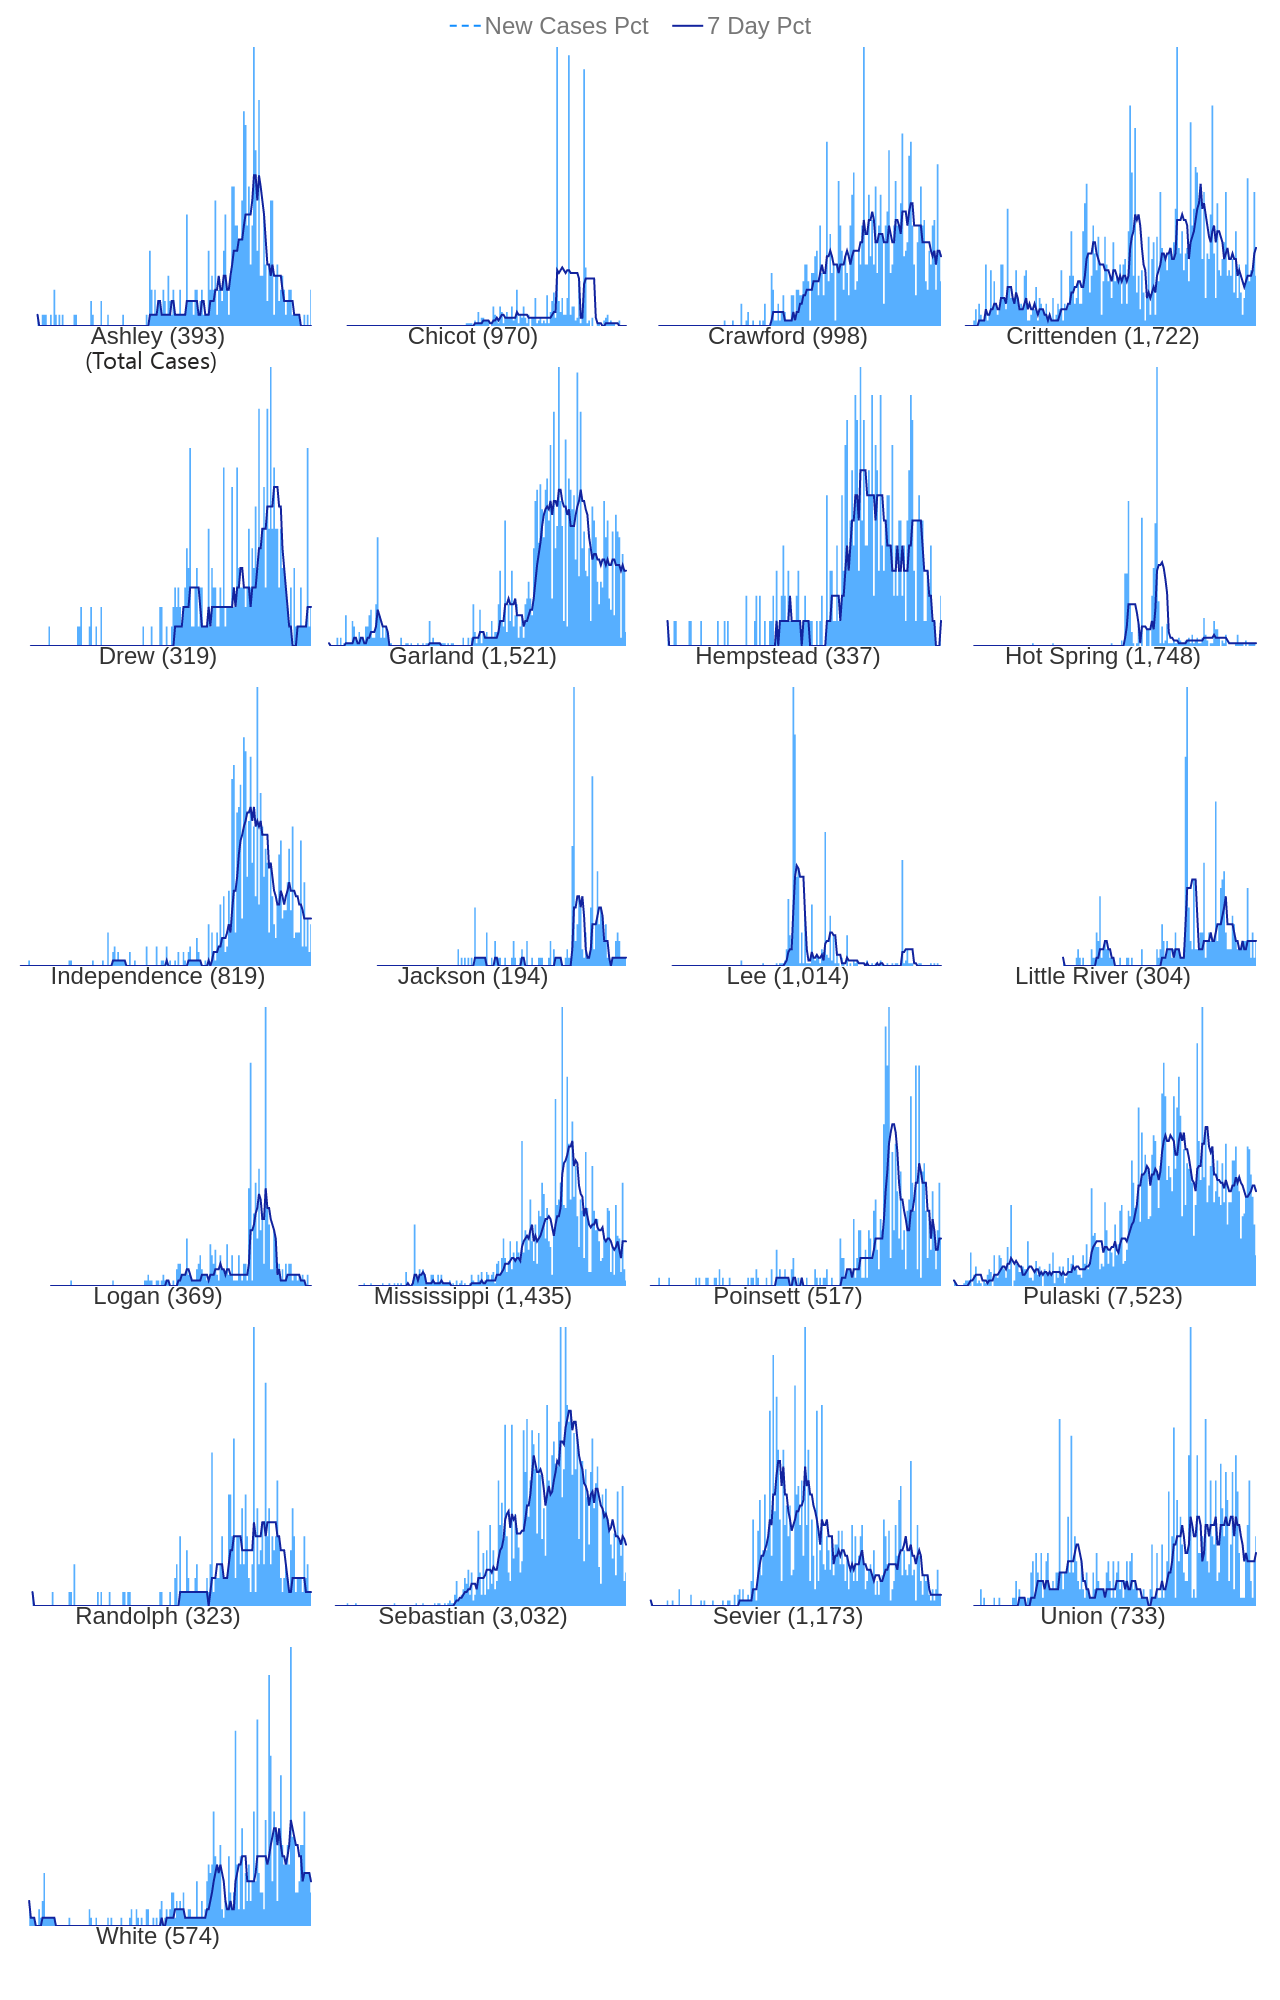 New Cases Pct 7 Day Pct
Ashley (393) Chicot (970) Crawford (998) Crittenden (1,722)
(Total Cases)
Drew (319) Garland (1,521) Hempstead (337) Hot Spring (1,748)
Independence (819) Jackson (194) Lee (1,014) Little River (304)
Logan (369) Mississippi (1,435) Poinsett (517) Pulaski (7,523)
Randolph (323) Sebastian (3,032) Sevier (1,173) Union (733)
White (574)